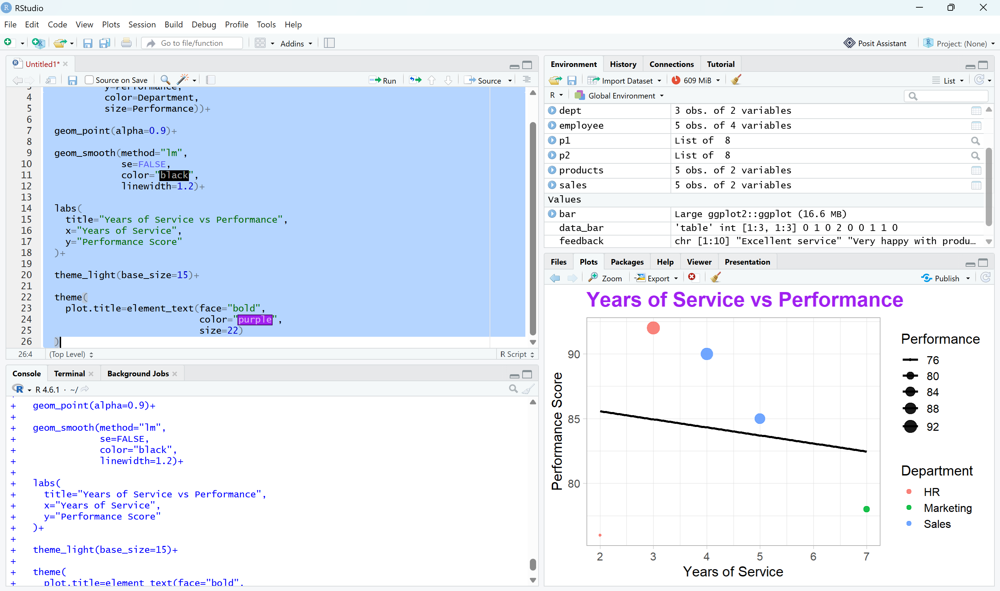 RStudio
File Edit Code View Plots Session Build Debug Profile Tools Help
Go to file/function Addins Posit Assistant Project: (None)
Untitled1*
Source on Save Run Source
3 y=Performance,
4 color=Department,
5 size=Performance))+
6
7 geom_point(alpha=0.9)+
8
9 geom_smooth(method="lm",
10 se=FALSE,
11 color="black",
12 linewidth=1.2)+
13
14 labs(
15 title="Years of Service vs Performance",
16 x="Years of Service",
17 y="Performance Score"
18 )+
19
20 theme_light(base_size=15)+
21
22 theme(
23 plot.title=element_text(face="bold",
24 color="purple",
25 size=22)
26 )
26:4 (Top Level) R Script
Console Terminal Background Jobs
R 4.6.1 · ~/
+
+ geom_point(alpha=0.9)+
+
+ geom_smooth(method="lm",
+ se=FALSE,
+ color="black",
+ linewidth=1.2)+
+
+ labs(
+ title="Years of Service vs Performance",
+ x="Years of Service",
+ y="Performance Score"
+ )+
+
+ theme_light(base_size=15)+
+
+ theme(
+ plot.title=element_text(face="bold",
Environment History Connections Tutorial
Import Dataset 609 MiB List
R Global Environment
dept 3 obs. of 2 variables
employee 5 obs. of 4 variables
p1 List of 8
p2 List of 8
products 5 obs. of 2 variables
sales 5 obs. of 2 variables
Values
bar Large ggplot2::ggplot (16.6 MB)
data_bar 'table' int [1:3, 1:3] 0 1 0 2 0 0 1 1 0
feedback chr [1:10] "Excellent service" "Very happy with produ...
Files Plots Packages Help Viewer Presentation
Zoom Export Publish
Years of Service vs Performance
Performance Score
90
85
80
2 3 4 5 6 7
Years of Service
Performance
76
80
84
88
92
Department
HR
Marketing
Sales